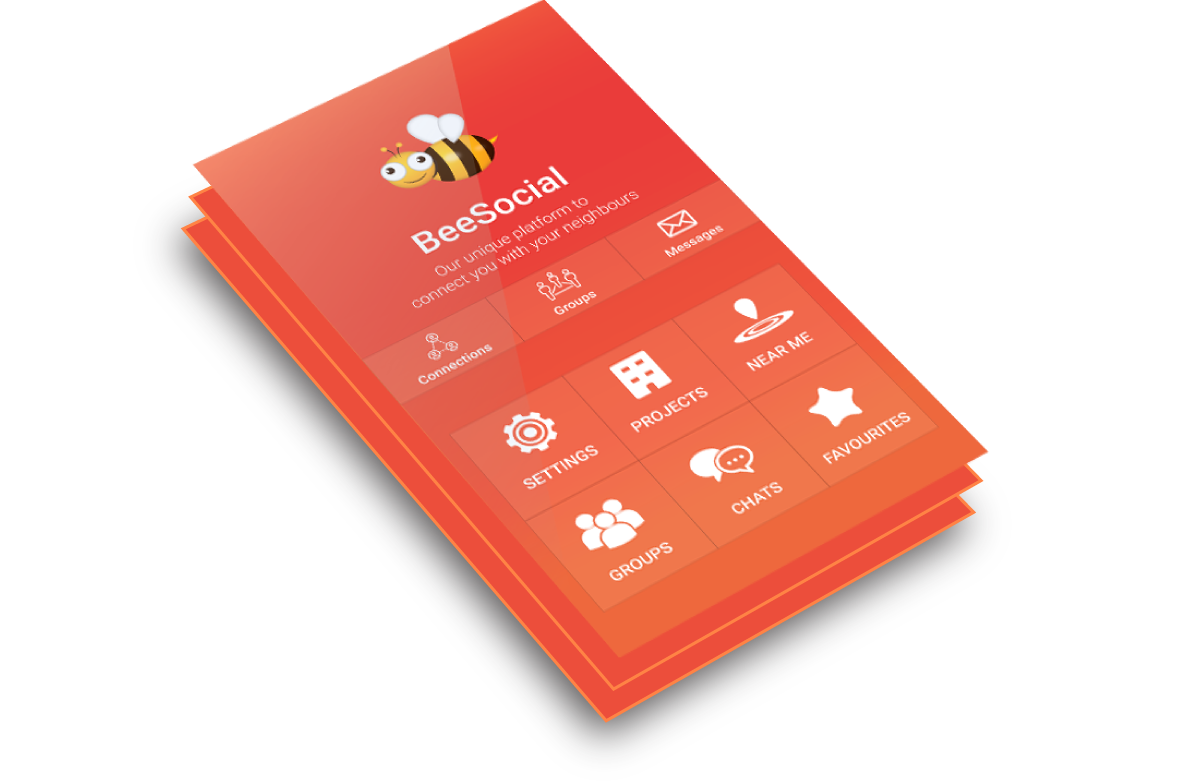 BeeSocial
Our unique platform to
connect you with your neighbours
Connections
Groups
Messages
SETTINGS
PROJECTS
NEAR ME
GROUPS
CHATS
FAVOURITES